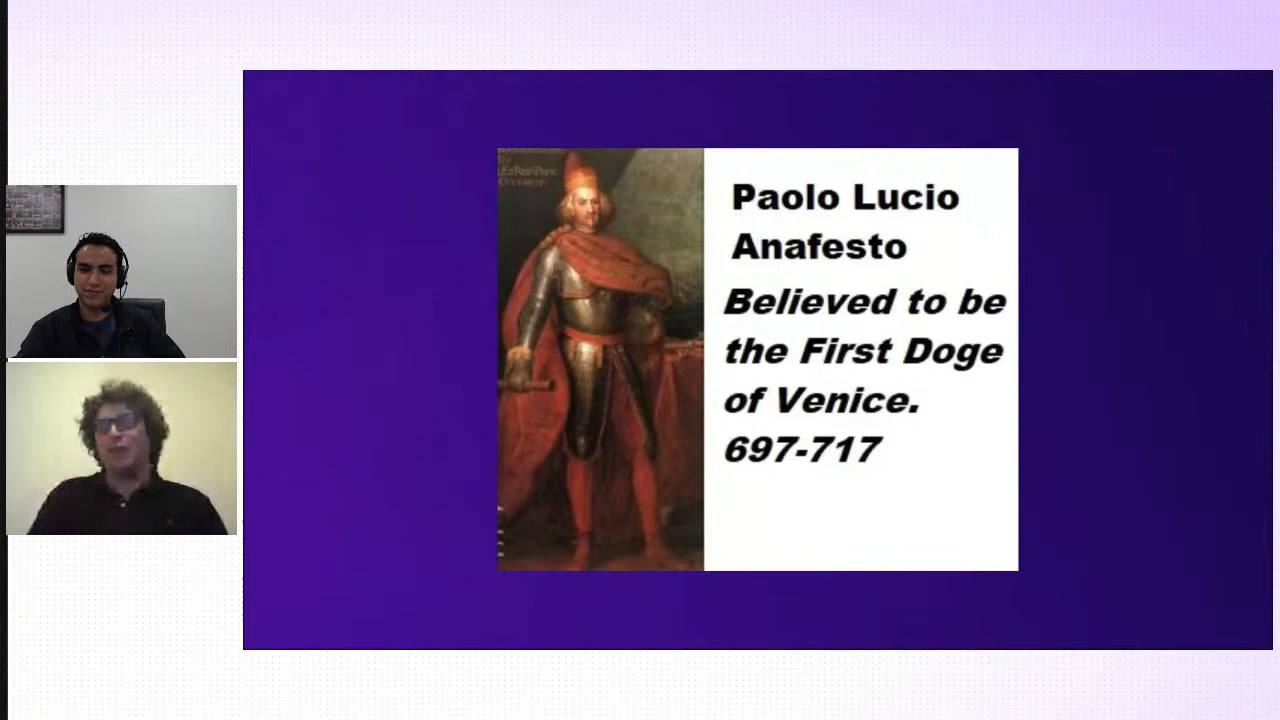 Paolo Lucio
Anafesto
Believed to be
the First Doge
of Venice.
697-717